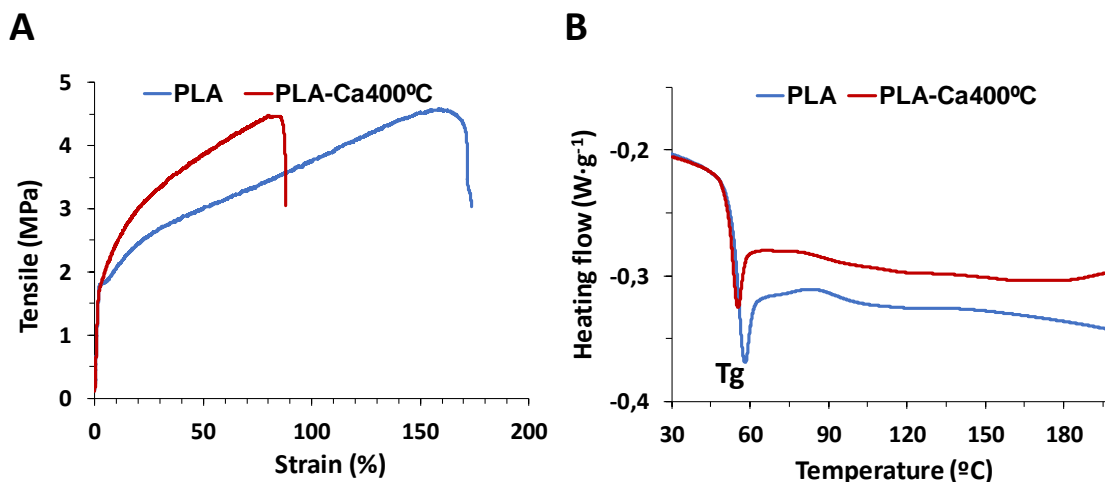 A
PLA PLA-Ca400ºC
Tensile (MPa)
5
4
3
2
1
0
0 50 100 150 200
Strain (%)
B
PLA PLA-Ca400ºC
Heating flow (W·g-1)
-0,2
-0,3
-0,4
Tg
30 60 90 120 150 180
Temperature (ºC)